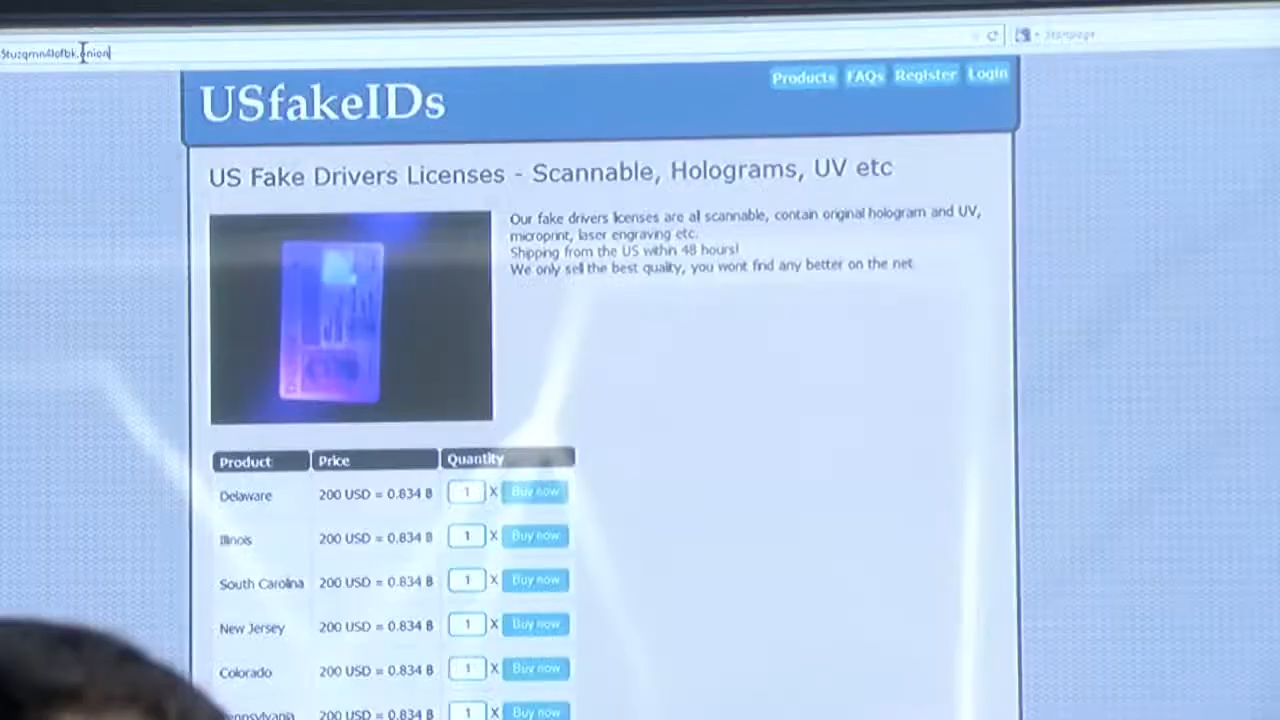 USfakeIDs
Products FAQs Register Login
US Fake Drivers Licenses - Scannable, Holograms, UV etc
Our fake drivers licenses are al scannable, contain original hologram and UV,
microprint, laser engraving etc.
Shipping from the US within 48 hours!
We only sell the best quality, you wont find any better on the net
Product Price Quantity
Delaware 200 USD = 0.834 B 1 X Buy now
Illinois 200 USD = 0.834 B 1 X Buy now
South Carolina 200 USD = 0.834 B 1 X Buy now
New Jersey 200 USD = 0.834 B 1 X Buy now
Colorado 200 USD = 0.834 B 1 X Buy now
200 USD = 0.834 B 1 X Buy now